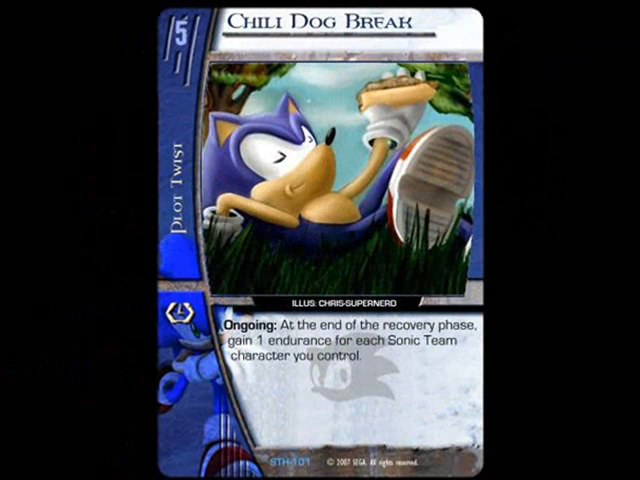 5
Chili Dog Break
Plot Twist
ILLUS: CHRIS-SUPERNERD
Ongoing: At the end of the recovery phase,
gain 1 endurance for each Sonic Team
character you control.
STH-101 © 2007 SEGA. All rights reserved.